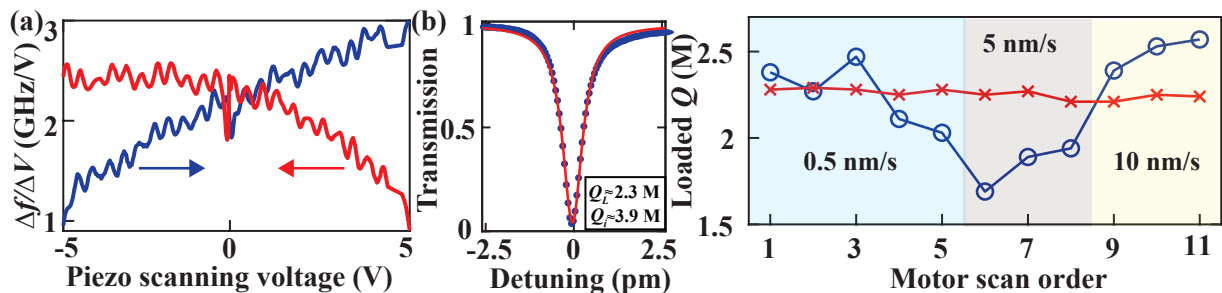 (a)
Δf/ΔV (GHz/V)
3
2
1
-5
0
5
Piezo scanning voltage (V)
(b)
Transmission
1
0.5
0
-2.5
0
2.5
Detuning (pm)
Q_L≈2.3 M
Q_i≈3.9 M
Loaded Q (M)
2.5
2
1.5
0.5 nm/s
5 nm/s
10 nm/s
1
3
5
7
9
11
Motor scan order